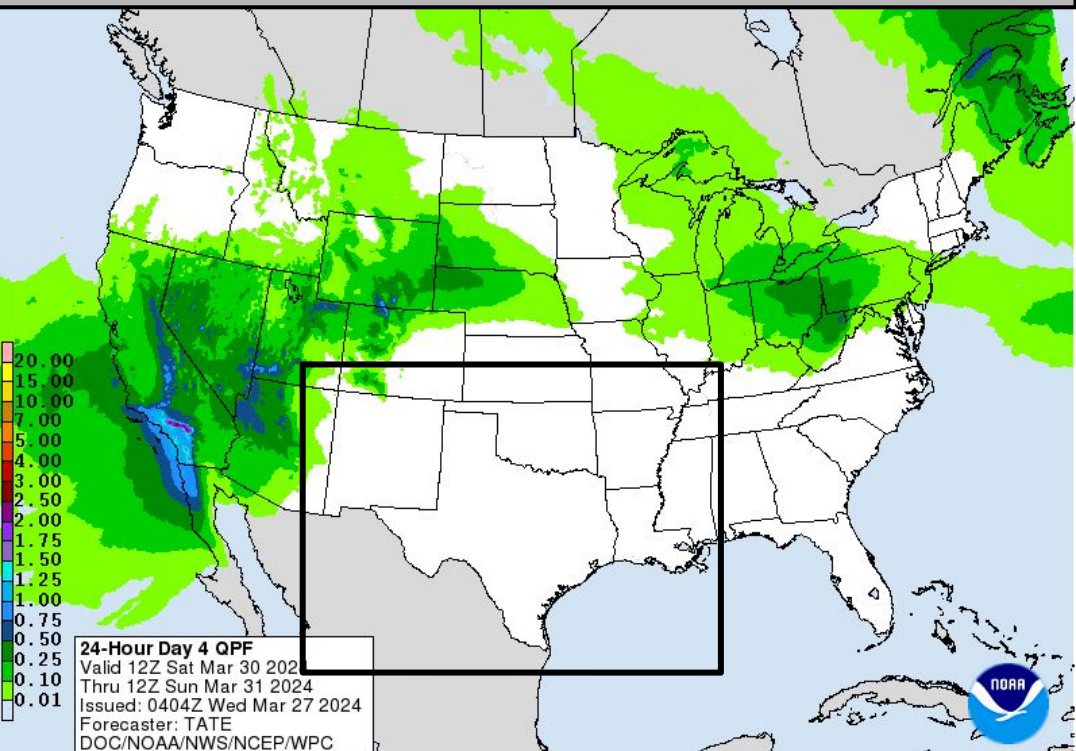 20.00
15.00
10.00
7.00
5.00
4.00
3.00
2.50
2.00
1.75
1.50
1.25
1.00
0.75
0.50
0.25
0.10
0.01
24-Hour Day 4 QPF
Valid 12Z Sat Mar 30 2024
Thru 12Z Sun Mar 31 2024
Issued: 0404Z Wed Mar 27 2024
Forecaster: TATE
DOC/NOAA/NWS/NCEP/WPC
NOAA